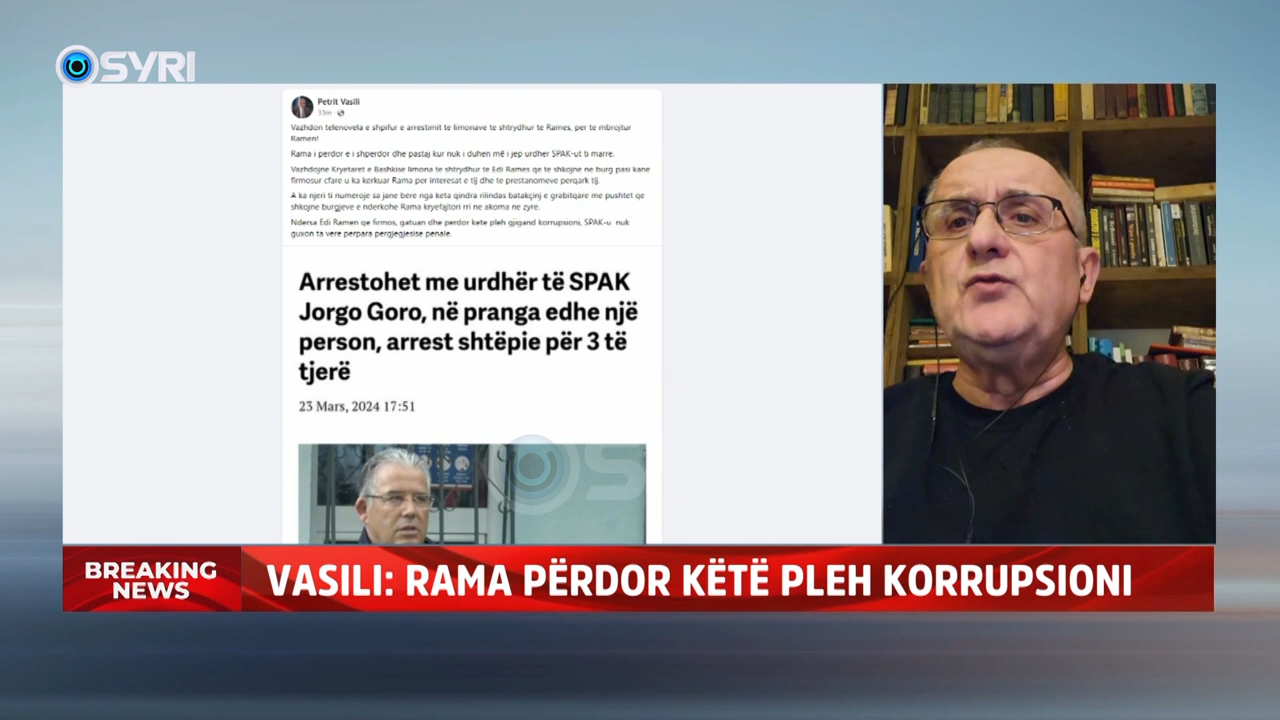 SYRI
Petrit Vasili
33m
Vazhdon telenovela e shpifur e arrestimit te limonave te shtrydhur te Rames, per te mbrojtur
Ramen!
Rama i perdor e i shperdor dhe pastaj kur nuk i duhen më i jep urdher SPAK-ut ti marre.
Vazhdojne Kryetaret e Bashkise limona te shtrydhur te Edi Rames qe te shkojne ne burg pasi kane
firmosur cfare u ka kerkuar Rama per interesat e tij dhe te prestanomeve perqark tij.
A ka njeri ti numeroje sa jane bere nga keta qindra rilindas batakçinj e grabitqare me pushtet qe
shkojne burgjeve e nderkohe Rama kryefajtori rri ne akoma ne zyre.
Ndersa Edi Ramen qe firmos, gatuan dhe perdor kete pleh gjigand korrupsioni, SPAK-u nuk
guxon ta vere perpara pergjegjesise penale.
Arrestohet me urdhër të SPAK
Jorgo Goro, në pranga edhe një
person, arrest shtëpie për 3 të
tjerë
23 Mars, 2024 17:51
SYRI
BREAKING
NEWS
VASILI: RAMA PËRDOR KËTË PLEH KORRUPSIONI